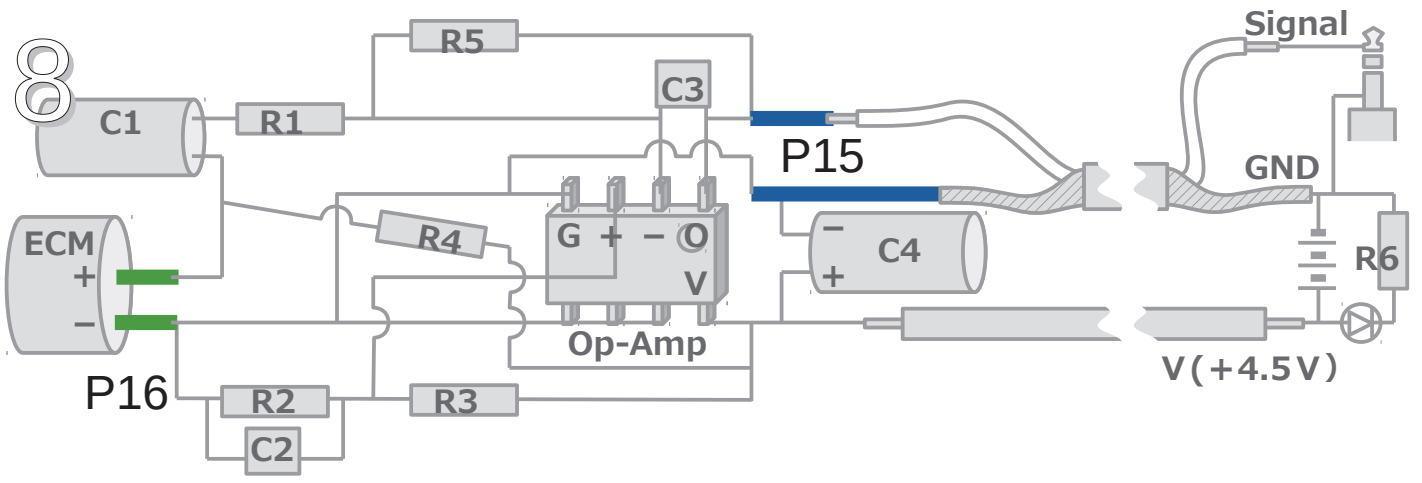 8
Signal
R5
C3
C1
R1
P15
GND
ECM
+
−
R4
G + − O
V
−
+
C4
R6
Op-Amp
V(+4.5V)
P16
R2
R3
C2